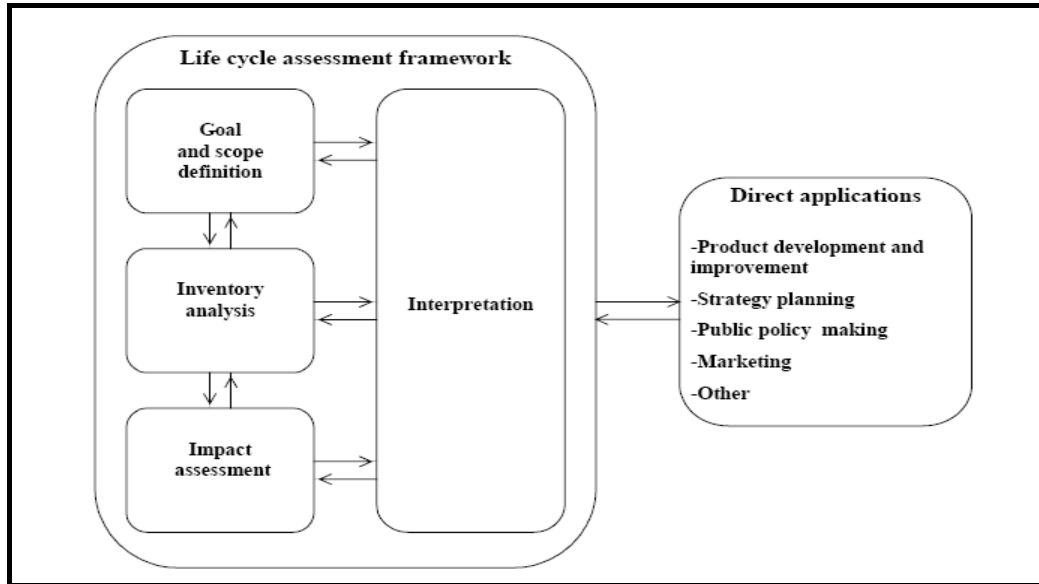 Life cycle assessment framework
Goal
and scope
definition
Inventory
analysis
Impact
assessment
Interpretation
Direct applications
-Product development and
improvement
-Strategy planning
-Public policy making
-Marketing
-Other